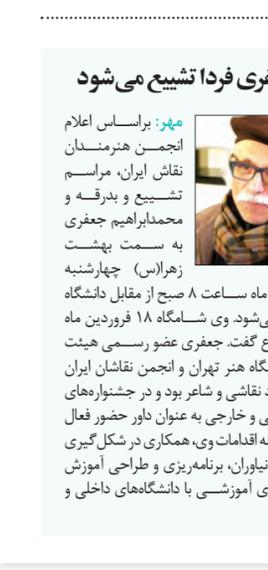 فردا تشییع می‌شود
مهر: براساس اعلام
انجمن هنرمندان
نقاش ایران، مراسم
تشییع و بدرقه و
محمدابراهیم جعفری
به سمت بهشت
زهرا(س) چهارشنبه
ماه ساعت ۸ صبح از مقابل دانشگاه
می‌شود. وی شامگاه ۱۸ فروردین ماه
گفت. جعفری عضو رسمی هیئت
هنر تهران و انجمن نقاشان ایران
نقاشی و شاعر بود و در جشنواره‌های
و خارجی به عنوان داور حضور فعال
اقدامات وی، همکاری در شکل‌گیری
نیاوران، برنامه‌ریزی و طراحی آموزش
آموزشی با دانشگاه‌های داخلی و